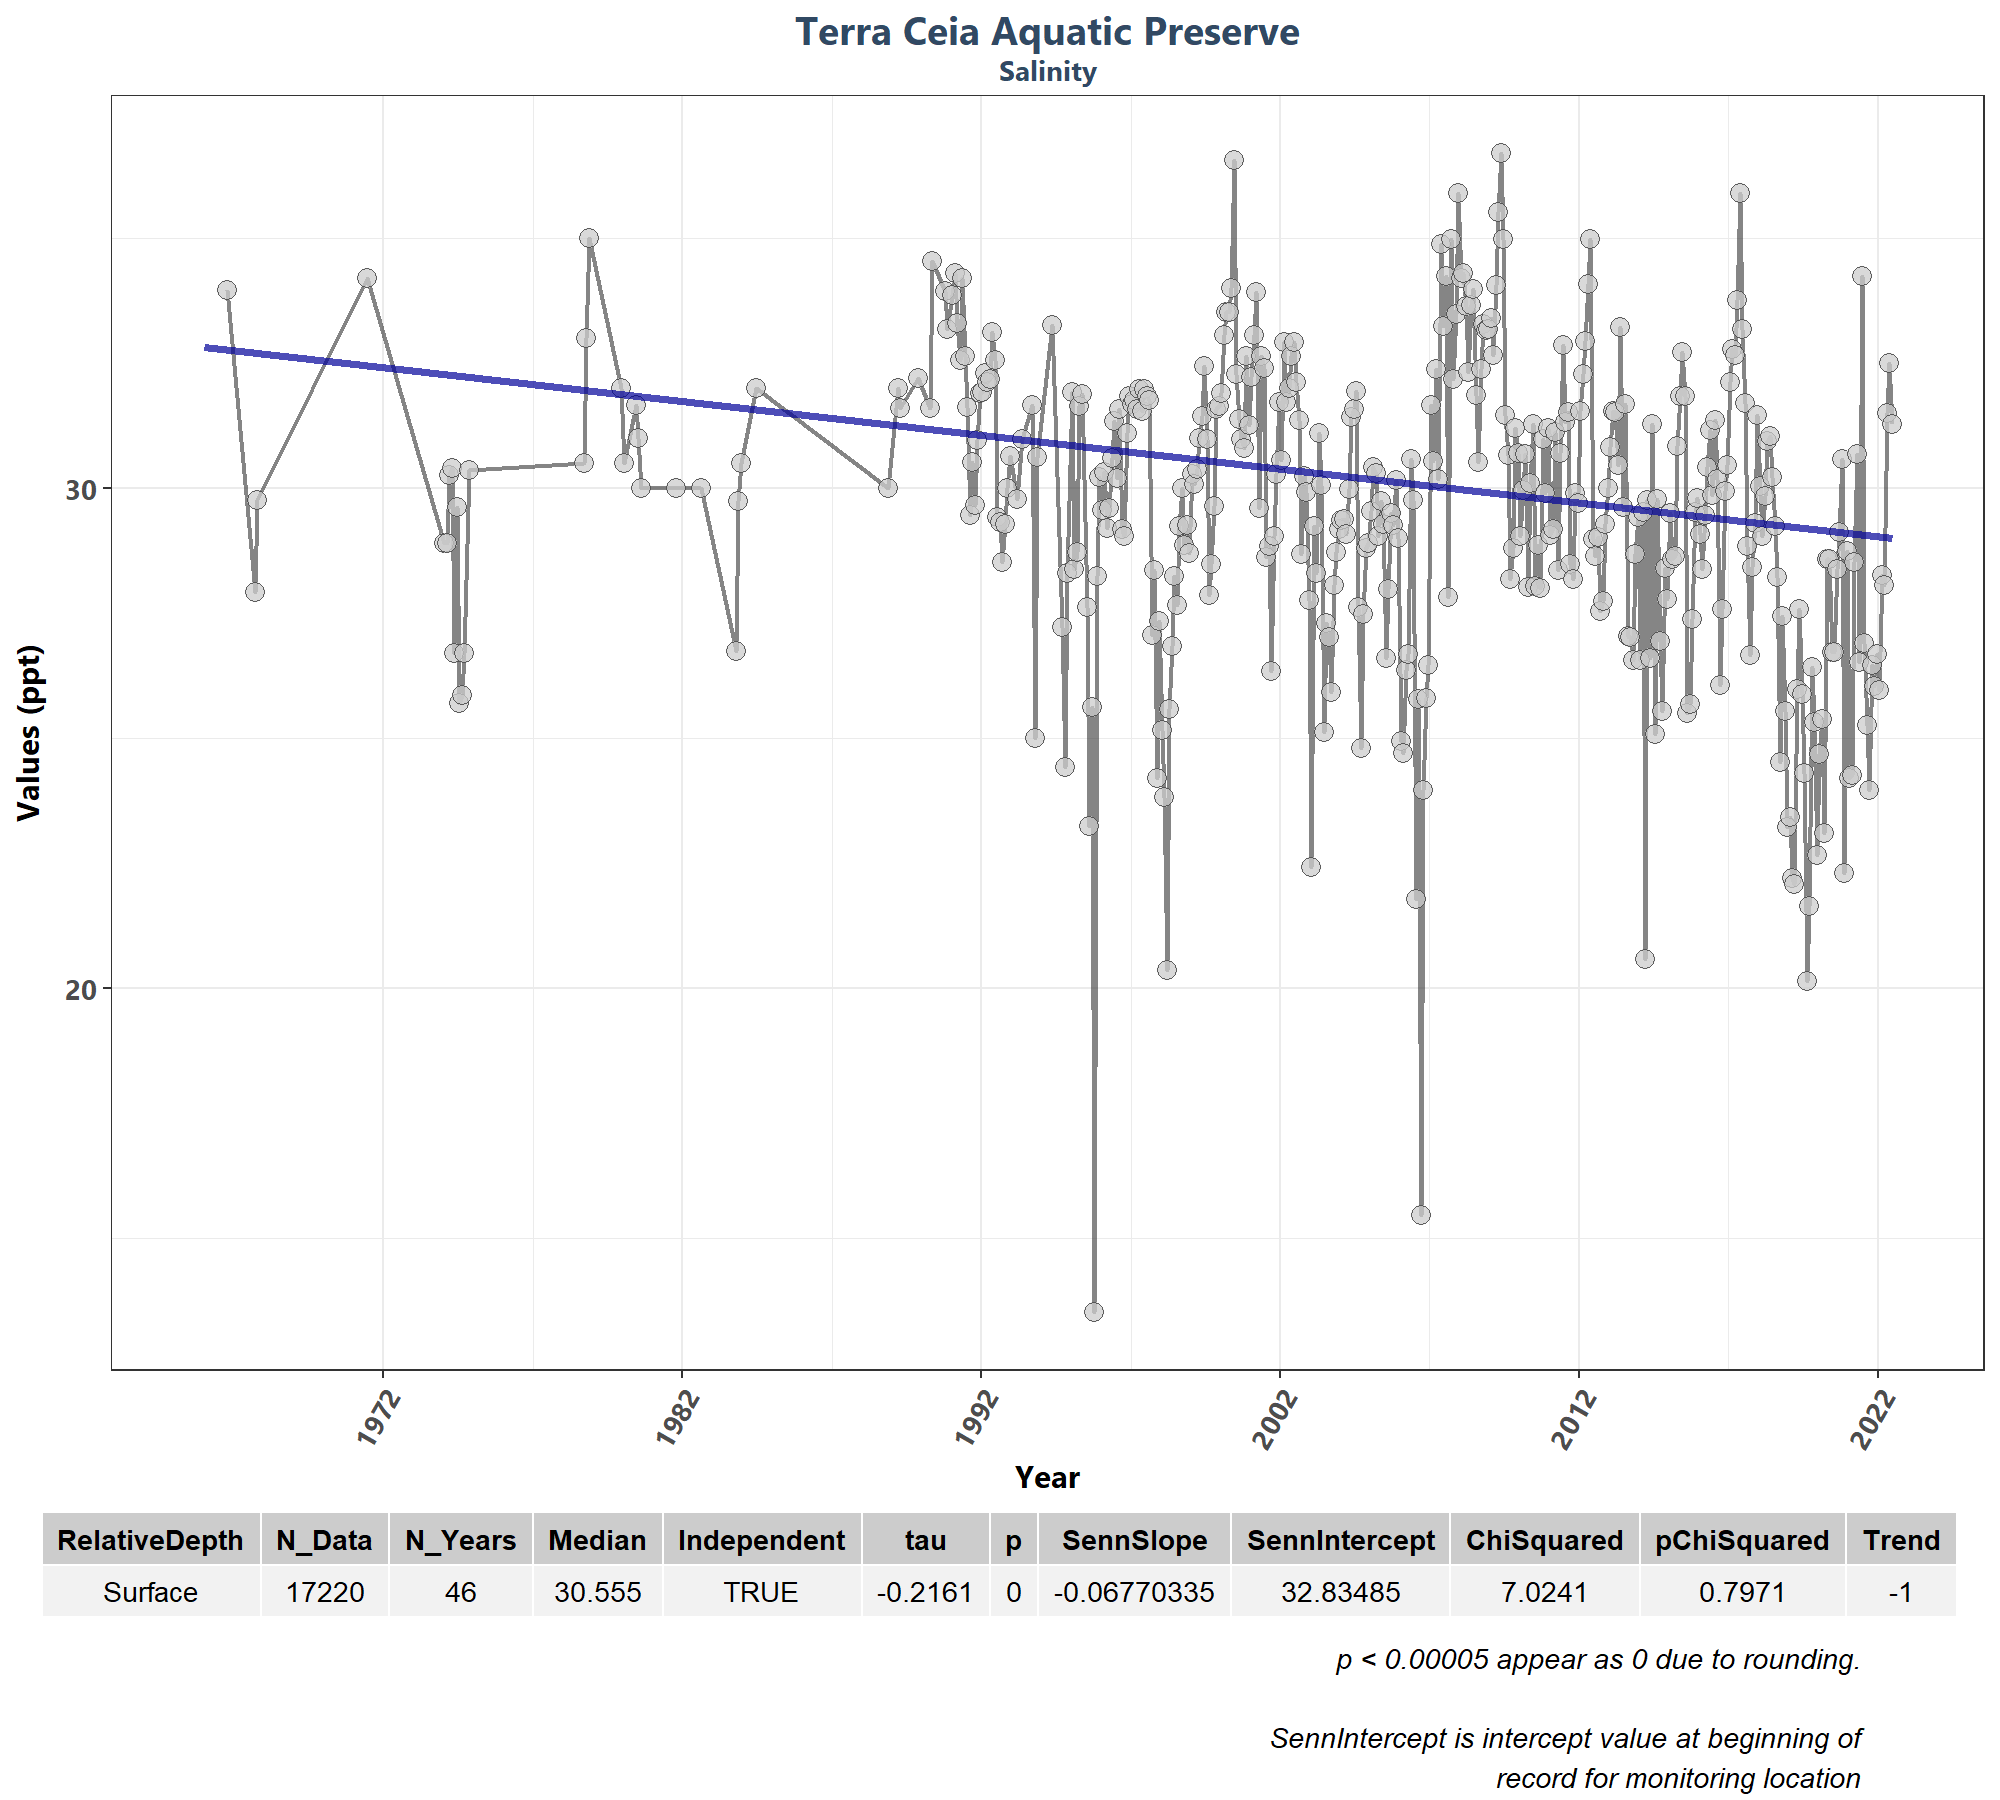 Terra Ceia Aquatic Preserve
Salinity
Values (ppt)
30
20
1972 1982 1992 2002 2012 2022
Year
RelativeDepth N_Data N_Years Median Independent tau p SennSlope SennIntercept ChiSquared pChiSquared Trend
Surface 17220 46 30.555 TRUE -0.2161 0 -0.06770335 32.83485 7.0241 0.7971 -1
p < 0.00005 appear as 0 due to rounding.
SennIntercept is intercept value at beginning of
record for monitoring location